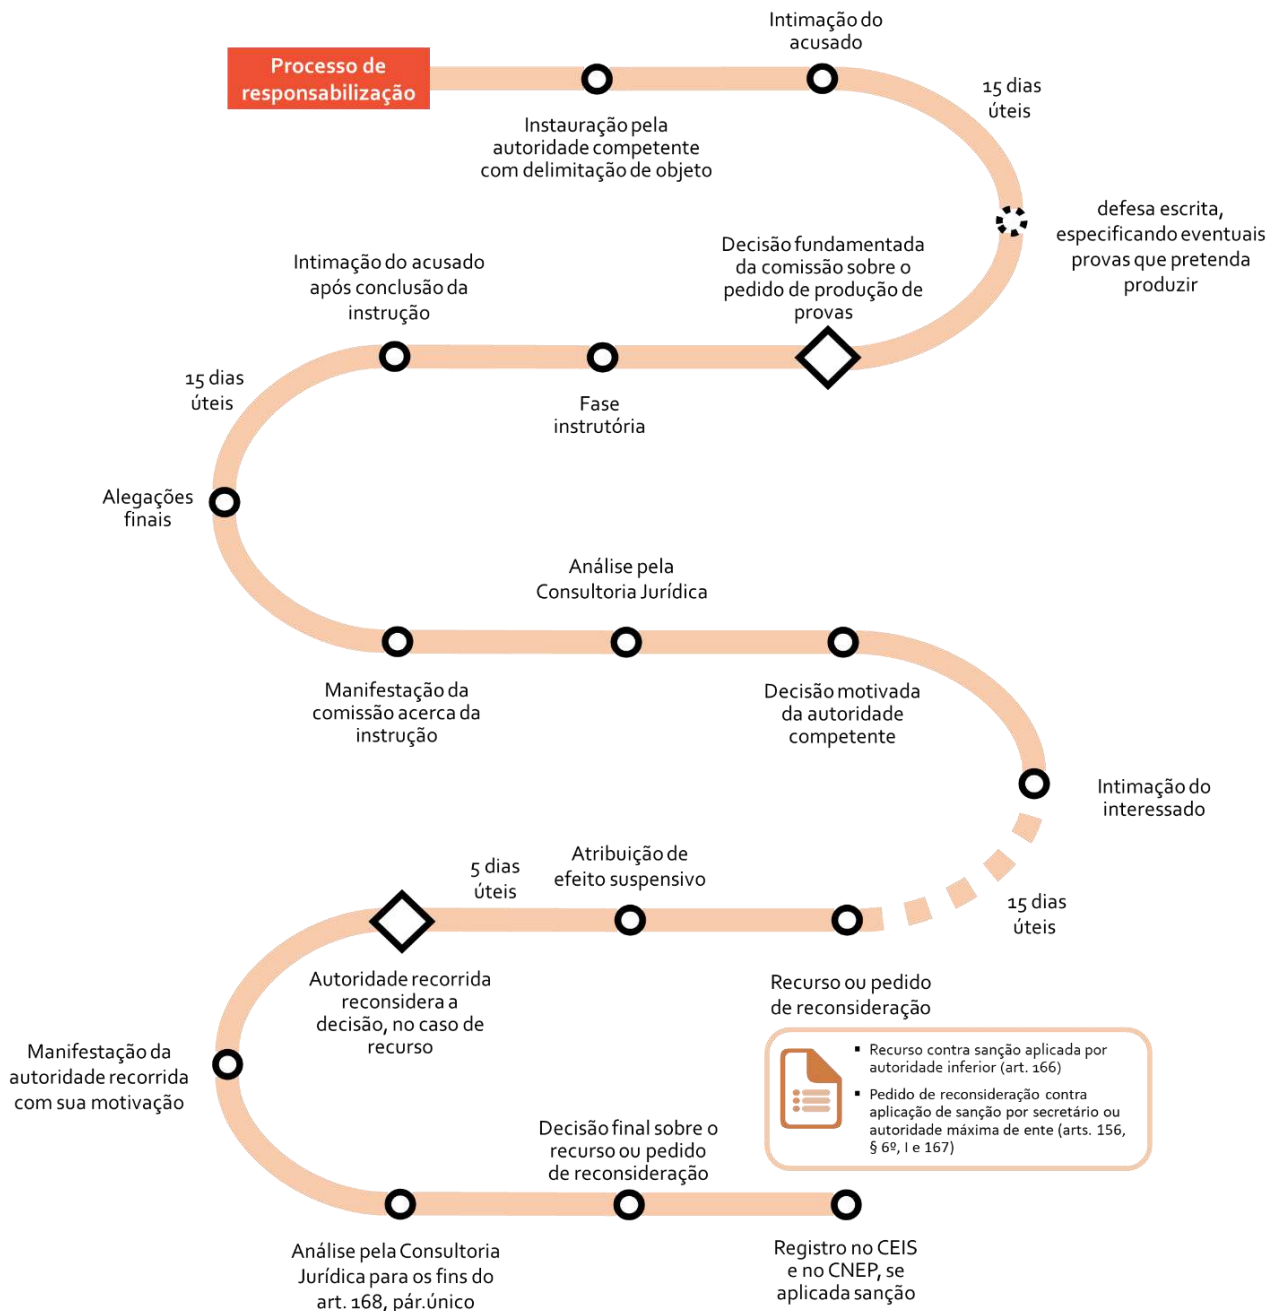 Processo de
responsabilização
Instauração pela
autoridade competente
com delimitação de objeto
Intimação do
acusado
15 dias
úteis
defesa escrita,
especificando eventuais
provas que pretenda
produzir
Decisão fundamentada
da comissão sobre o
pedido de produção de
provas
Fase
instrutória
Intimação do acusado
após conclusão da
instrução
15 dias
úteis
Alegações
finais
Manifestação da
comissão acerca da
instrução
Análise pela
Consultoria Jurídica
Decisão motivada
da autoridade
competente
Intimação do
interessado
15 dias
úteis
Recurso ou pedido
de reconsideração
▪ Recurso contra sanção aplicada por
autoridade inferior (art. 166)
▪ Pedido de reconsideração contra
aplicação de sanção por secretário ou
autoridade máxima de ente (arts. 156,
§ 6º, I e 167)
Atribuição de
efeito suspensivo
5 dias
úteis
Autoridade recorrida
reconsidera a
decisão, no caso de
recurso
Manifestação da
autoridade recorrida
com sua motivação
Análise pela Consultoria
Jurídica para os fins do
art. 168, pár.único
Decisão final sobre o
recurso ou pedido
de reconsideração
Registro no CEIS
e no CNEP, se
aplicada sanção